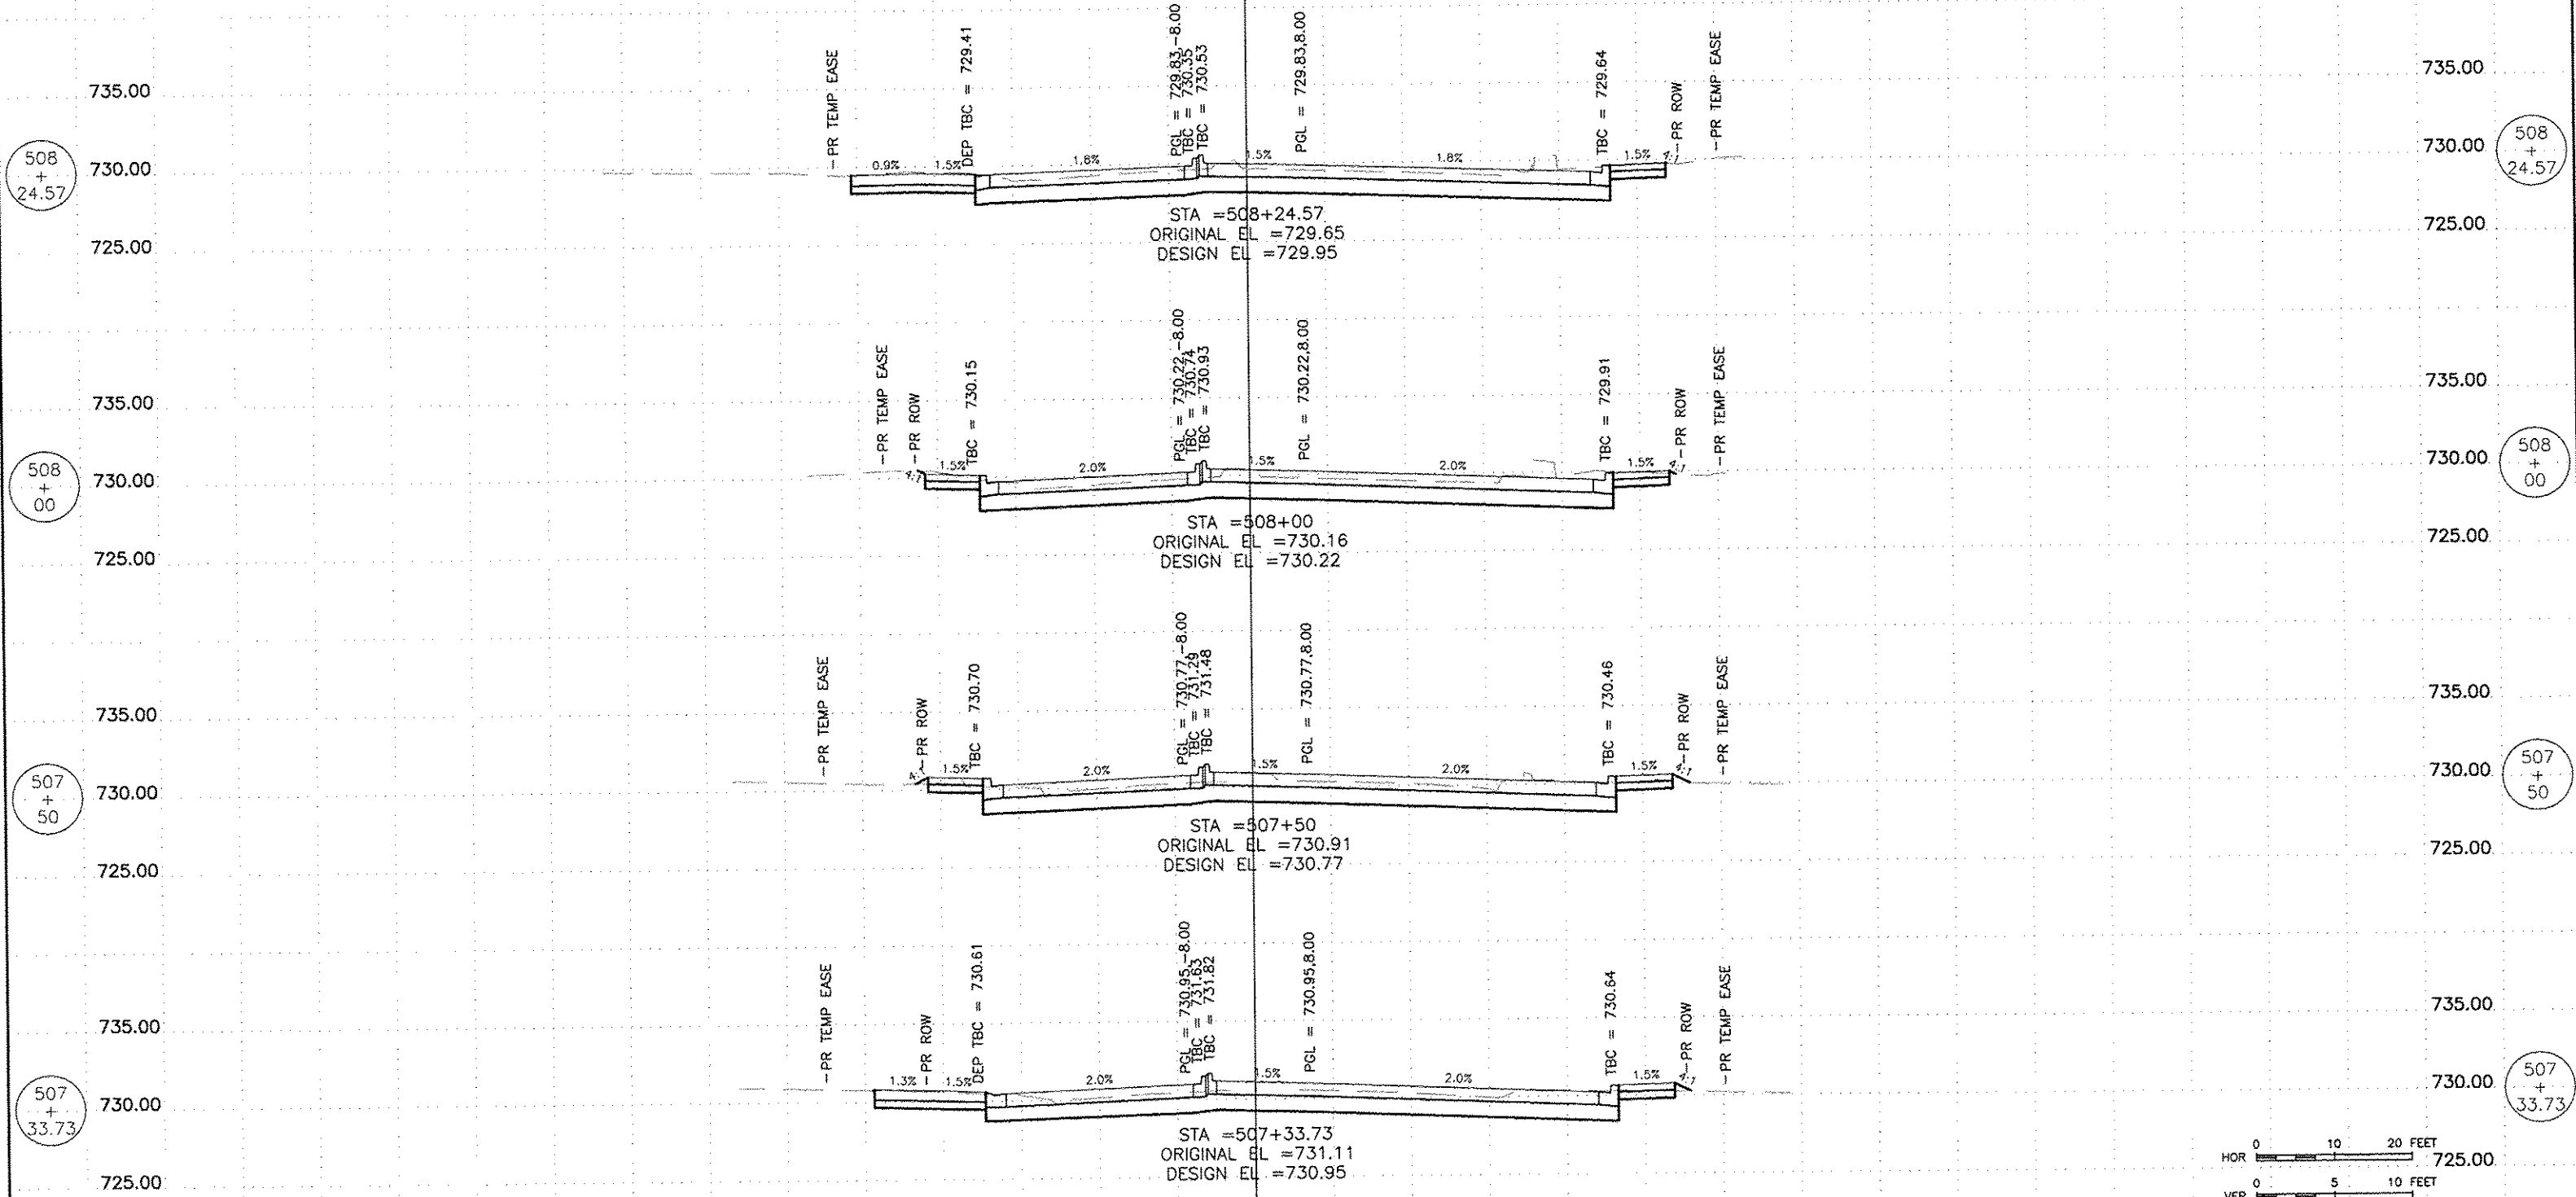 -PR TEMP EASE
DEP TBC = 729.41
PGL = 729.83,-8.00
TBC = 730.35
TBC = 730.53
PGL = 729.83,8.00
TBC = 729.64
-PR ROW
-PR TEMP EASE
735.00
735.00
508
+
24.57
730.00
0.9%
1.5%
1.8%
1.5%
1.8%
1.5%
4:1
730.00
508
+
24.57
725.00
725.00
STA =508+24.57
ORIGINAL EL =729.65
DESIGN EL =729.95
-PR TEMP EASE
-PR ROW
TBC = 730.15
PGL = 730.22,-8.00
TBC = 730.74
TBC = 730.93
PGL = 730.22,8.00
TBC = 729.91
-PR ROW
-PR TEMP EASE
735.00
735.00
508
+
00
730.00
4:1
1.5%
2.0%
1.5%
2.0%
1.5%
4:1
730.00
508
+
00
725.00
725.00
STA =508+00
ORIGINAL EL =730.16
DESIGN EL =730.22
-PR TEMP EASE
-PR ROW
TBC = 730.70
PGL = 730.77,-8.00
TBC = 731.29
TBC = 731.48
PGL = 730.77,8.00
TBC = 730.46
-PR ROW
-PR TEMP EASE
735.00
735.00
507
+
50
730.00
4:1
1.5%
2.0%
1.5%
2.0%
1.5%
4:1
730.00
507
+
50
725.00
725.00
STA =507+50
ORIGINAL EL =730.91
DESIGN EL =730.77
-PR TEMP EASE
-PR ROW
DEP TBC = 730.61
PGL = 730.95,-8.00
TBC = 731.63
TBC = 731.82
PGL = 730.95,8.00
TBC = 730.64
-PR ROW
-PR TEMP EASE
735.00
735.00
507
+
33.73
730.00
1.3%
1.5%
2.0%
1.5%
2.0%
1.5%
4:1
730.00
507
+
33.73
725.00
725.00
STA =507+33.73
ORIGINAL EL =731.11
DESIGN EL =730.95
0 10 20 FEET
HOR
0 5 10 FEET
VER